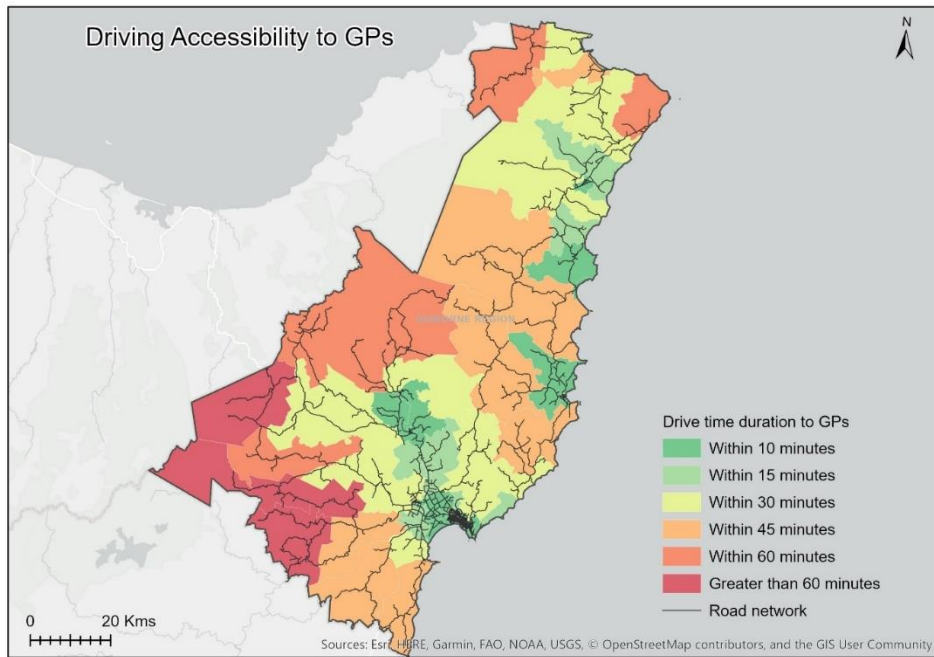 Driving Accessibility to GPs
N
Drive time duration to GPs
Within 10 minutes
Within 15 minutes
Within 30 minutes
Within 45 minutes
Within 60 minutes
Greater than 60 minutes
Road network
0 20 Kms
Sources: Esri, HERE, Garmin, FAO, NOAA, USGS, © OpenStreetMap contributors, and the GIS User Community